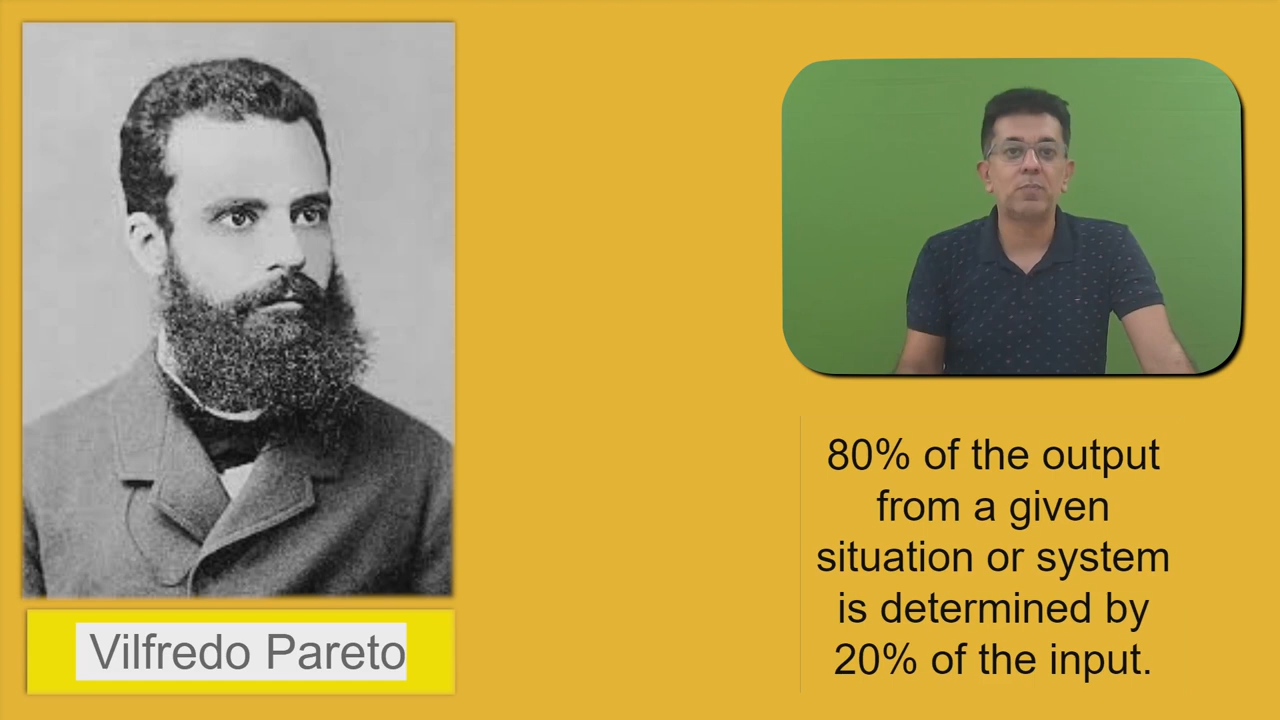 Vilfredo Pareto
80% of the output
from a given
situation or system
is determined by
20% of the input.